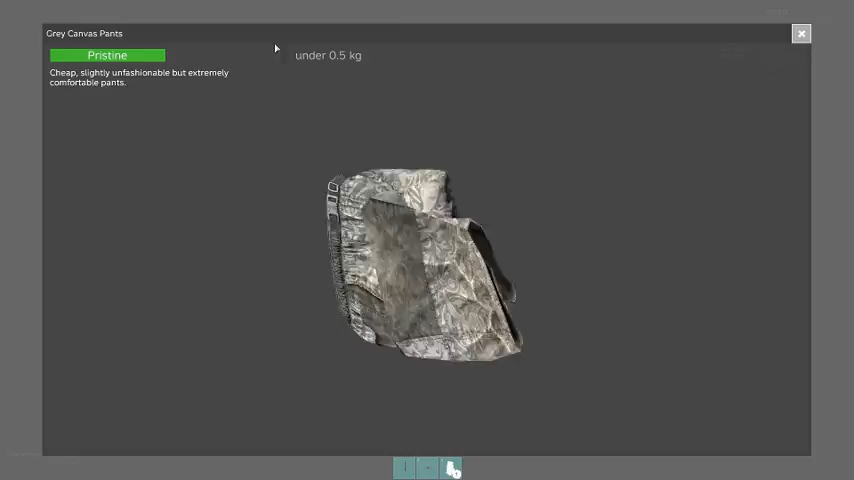 Grey Canvas Pants
Pristine
under 0.5 kg
Cheap, slightly unfashionable but extremely
comfortable pants.